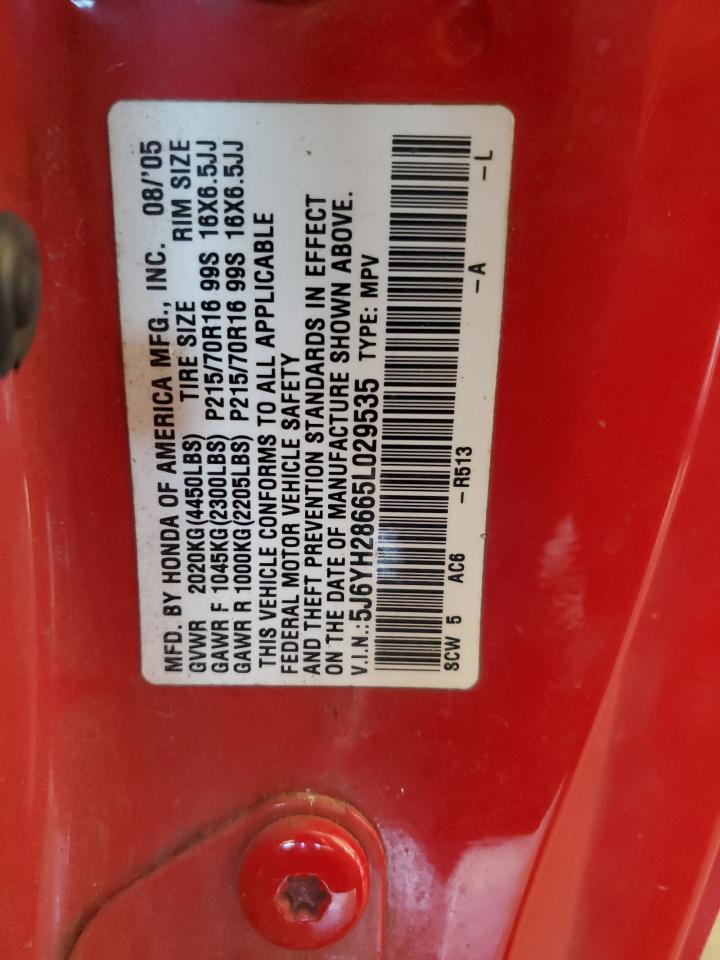 MFD. BY HONDA OF AMERICA MFG., INC. 08/'05
GVWR 2020KG(4450LBS) TIRE SIZE RIM SIZE
GAWR F 1045KG(2300LBS) P215/70R16 99S 16X6.5JJ
GAWR R 1000KG(2205LBS) P215/70R16 99S 16X6.5JJ
THIS VEHICLE CONFORMS TO ALL APPLICABLE
FEDERAL MOTOR VEHICLE SAFETY
AND THEFT PREVENTION STANDARDS IN EFFECT
ON THE DATE OF MANUFACTURE SHOWN ABOVE.
V.I.N.:5J6YH28665L029535 TYPE: MPV
SCW 5 AC6 -R513 -A -L